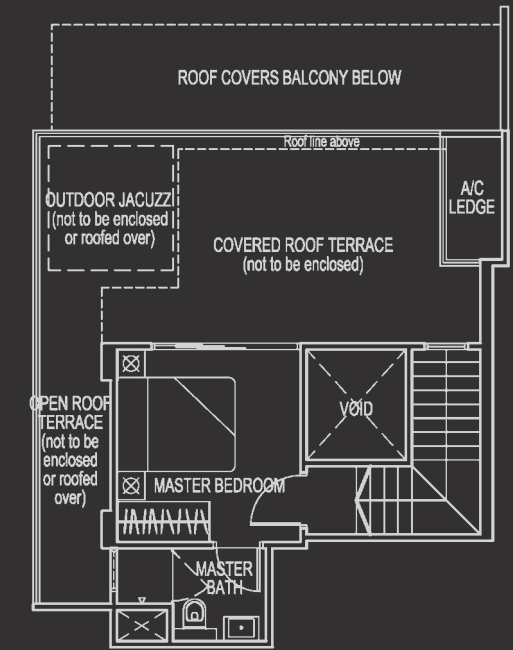 ROOF COVERS BALCONY BELOW
Roof line above
OUTDOOR JACUZZI
(not to be enclosed
or roofed over)
A/C
LEDGE
COVERED ROOF TERRACE
(not to be enclosed)
OPEN ROOF
TERRACE
(not to be
enclosed
or roofed
over)
VOID
MASTER BEDROOM
MASTER
BATH